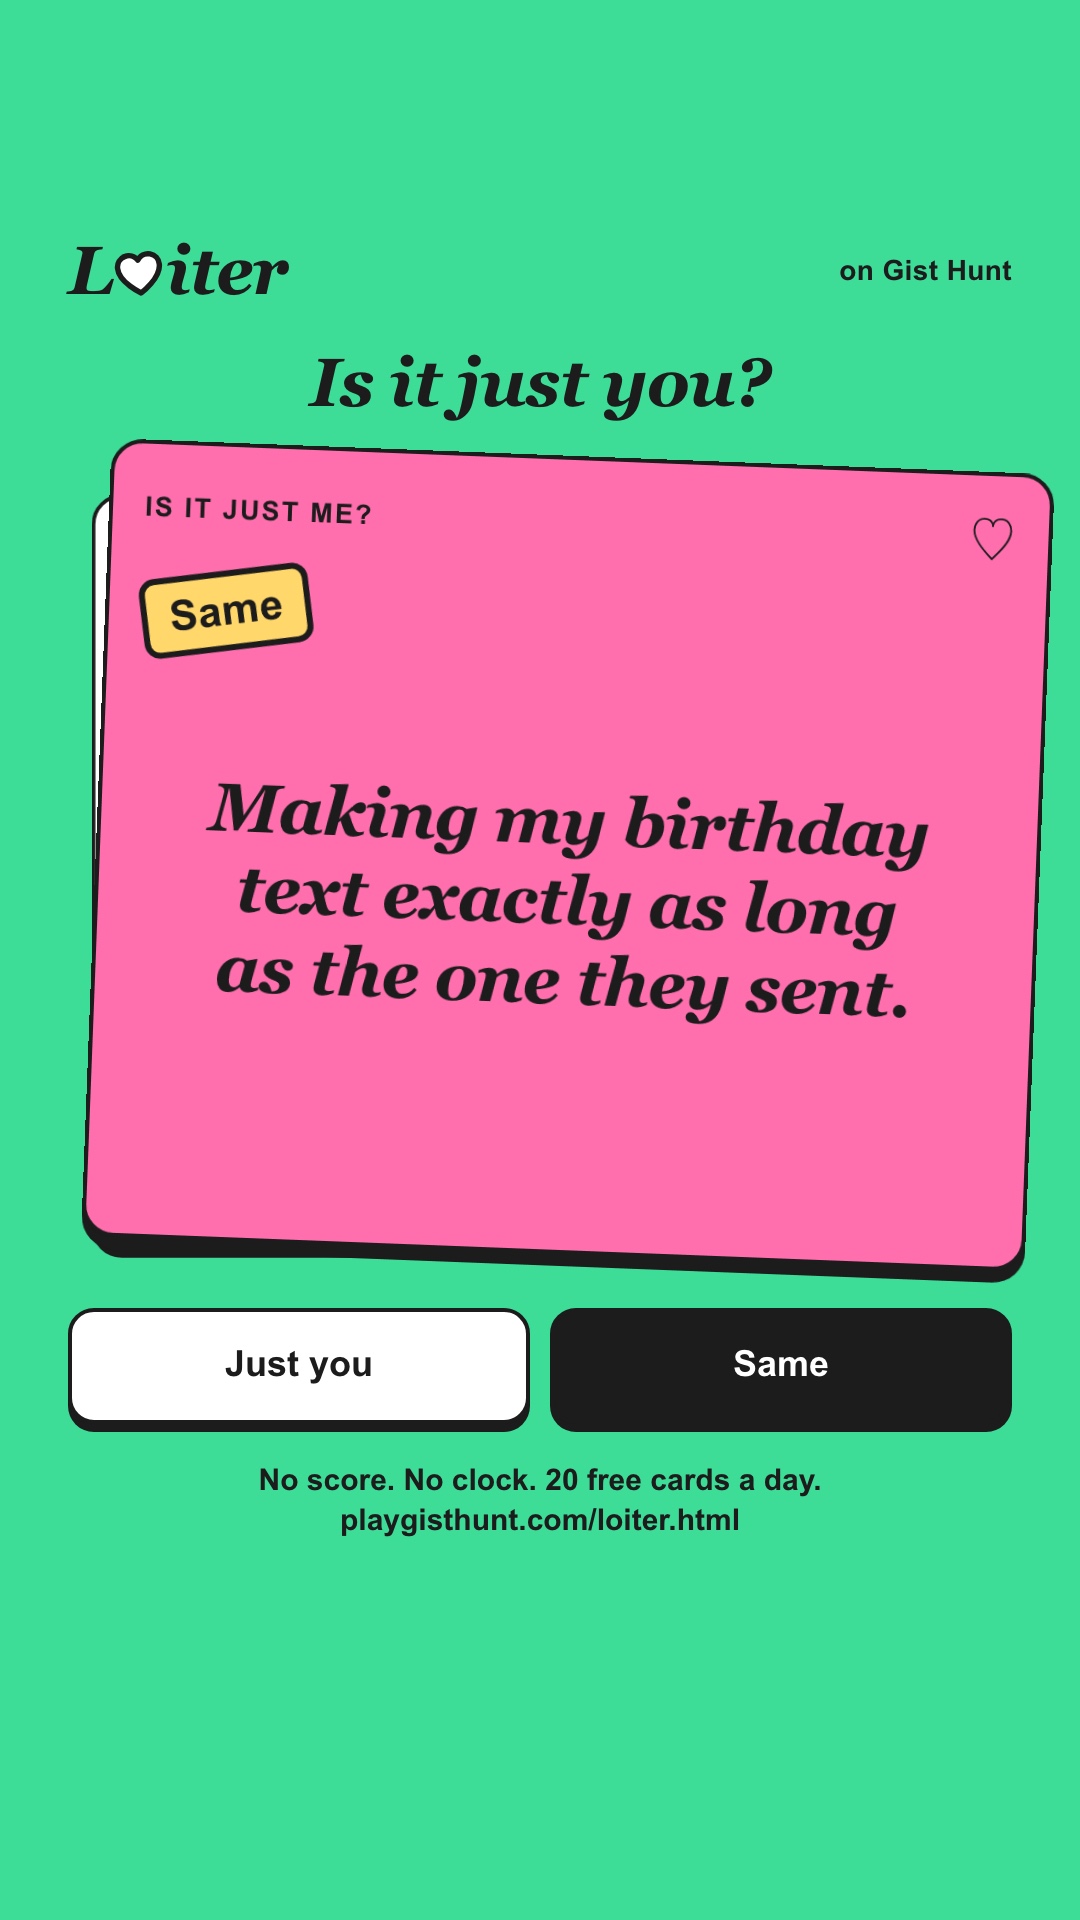 Loiter
on Gist Hunt
Is it just you?
IS IT JUST ME?
Same
Making my birthday
text exactly as long
as the one they sent.
Just you
Same
No score. No clock. 20 free cards a day.
playgisthunt.com/loiter.html